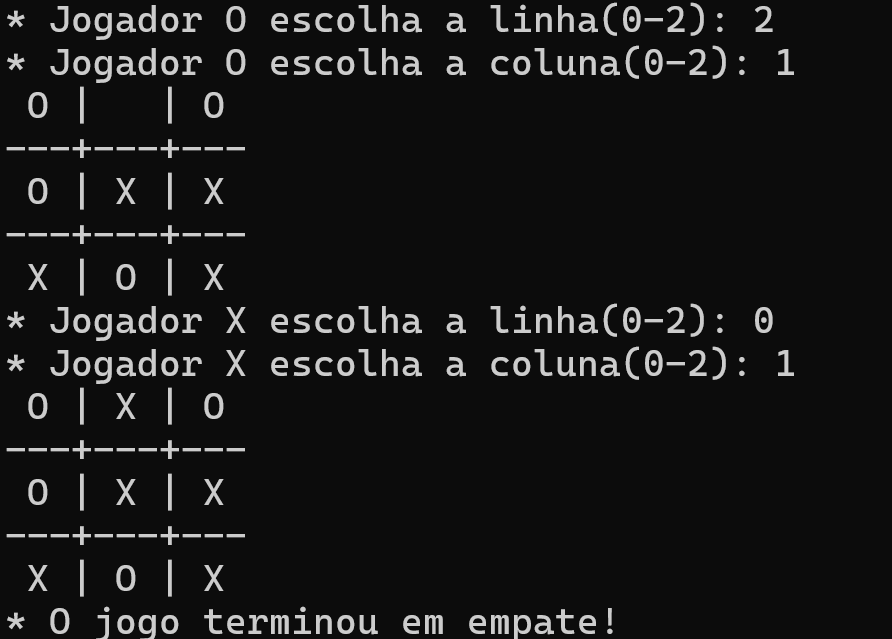 * Jogador O escolha a linha(0-2): 2
* Jogador O escolha a coluna(0-2): 1
 O |   | O
---+---+---
 O | X | X
---+---+---
 X | O | X
* Jogador X escolha a linha(0-2): 0
* Jogador X escolha a coluna(0-2): 1
 O | X | O
---+---+---
 O | X | X
---+---+---
 X | O | X
* O jogo terminou em empate!